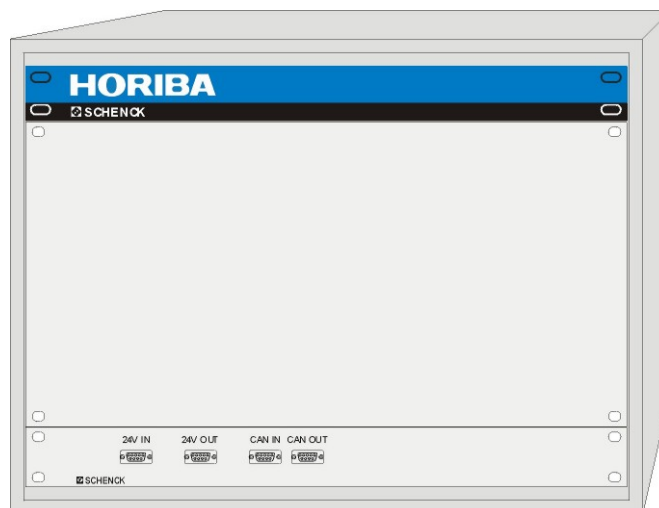 HORIBA
SCHENCK
24V IN 24V OUT CAN IN CAN OUT
SCHENCK